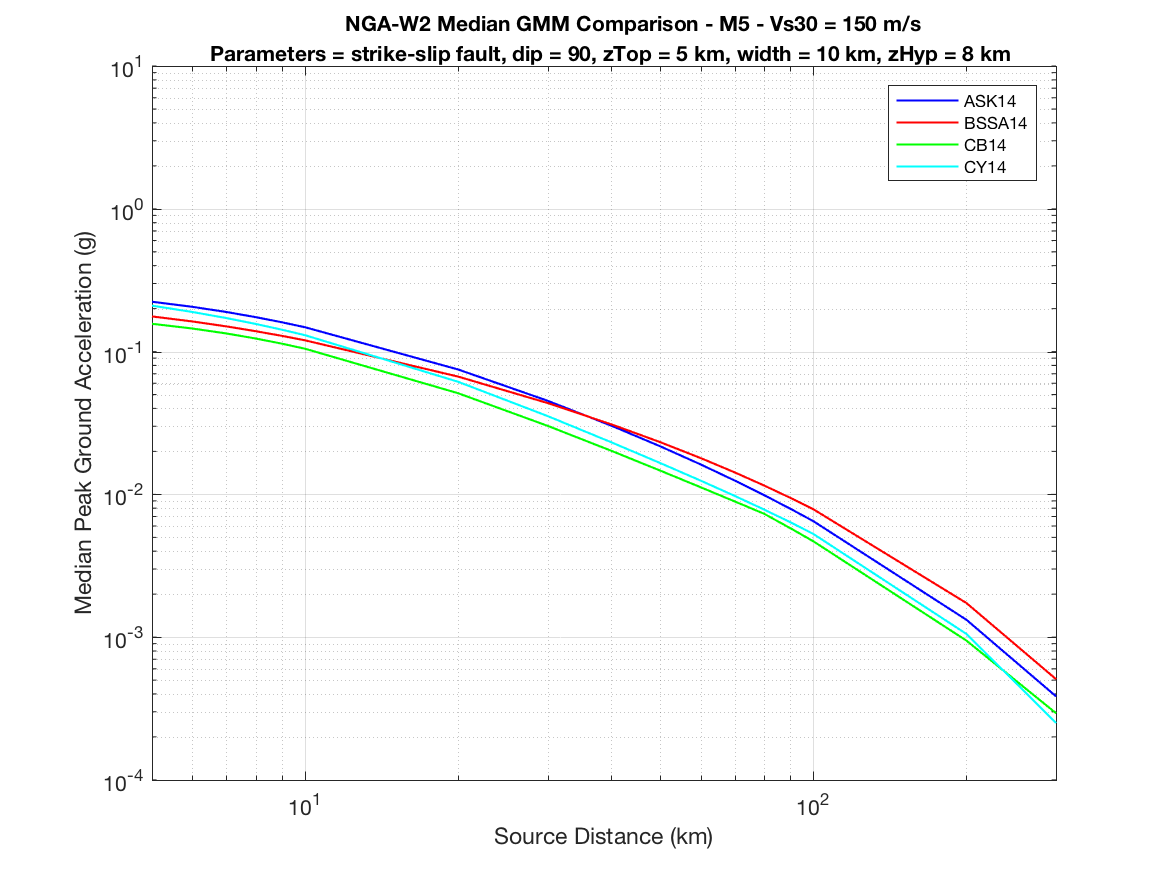 NGA-W2 Median GMM Comparison - M5 - Vs30 = 150 m/s
Parameters = strike-slip fault, dip = 90, zTop = 5 km, width = 10 km, zHyp = 8 km
ASK14
BSSA14
CB14
CY14
Median Peak Ground Acceleration (g)
10^1
10^0
10^-1
10^-2
10^-3
10^-4
10^1
10^2
Source Distance (km)